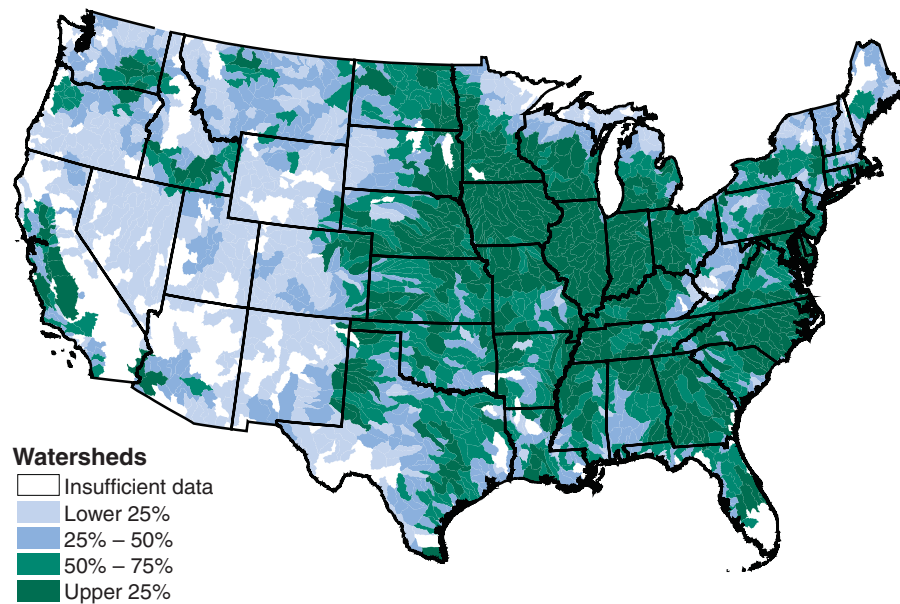 Watersheds
Insufficient data
Lower 25%
25% – 50%
50% – 75%
Upper 25%